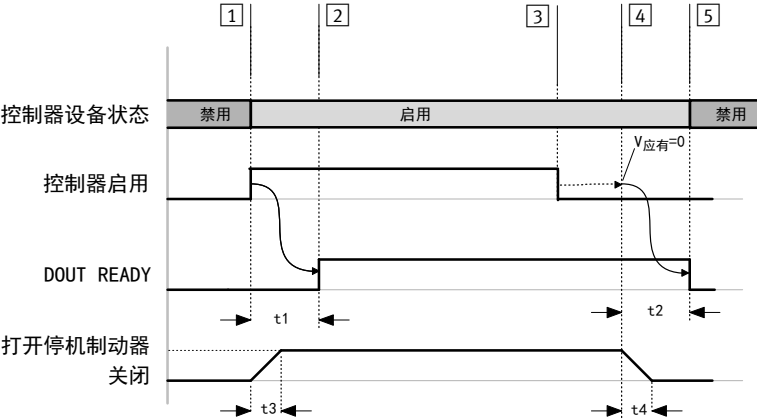 1 2 3 4 5
控制器设备状态 禁用 启用 禁用
V应有=0
控制器启用
DOUT READY
t1 t2
打开停机制动器
关闭
t3 t4